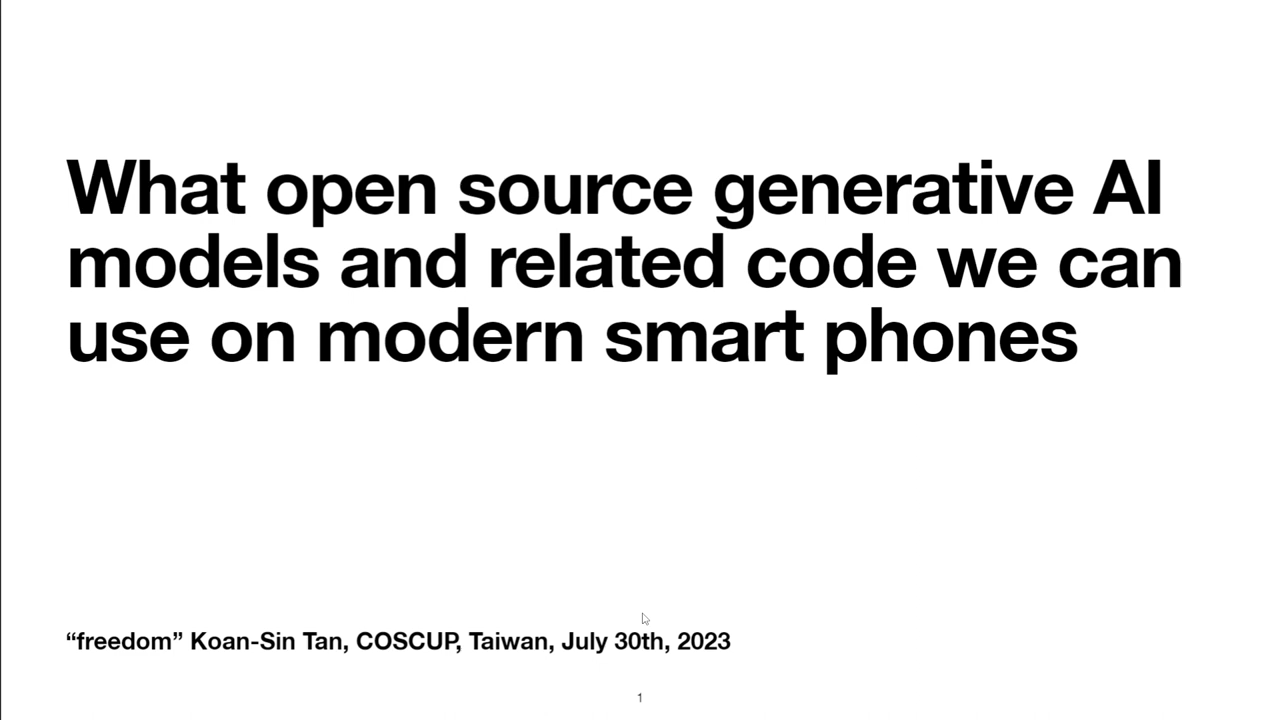 What open source generative AI
models and related code we can
use on modern smart phones
“freedom” Koan-Sin Tan, COSCUP, Taiwan, July 30th, 2023
1